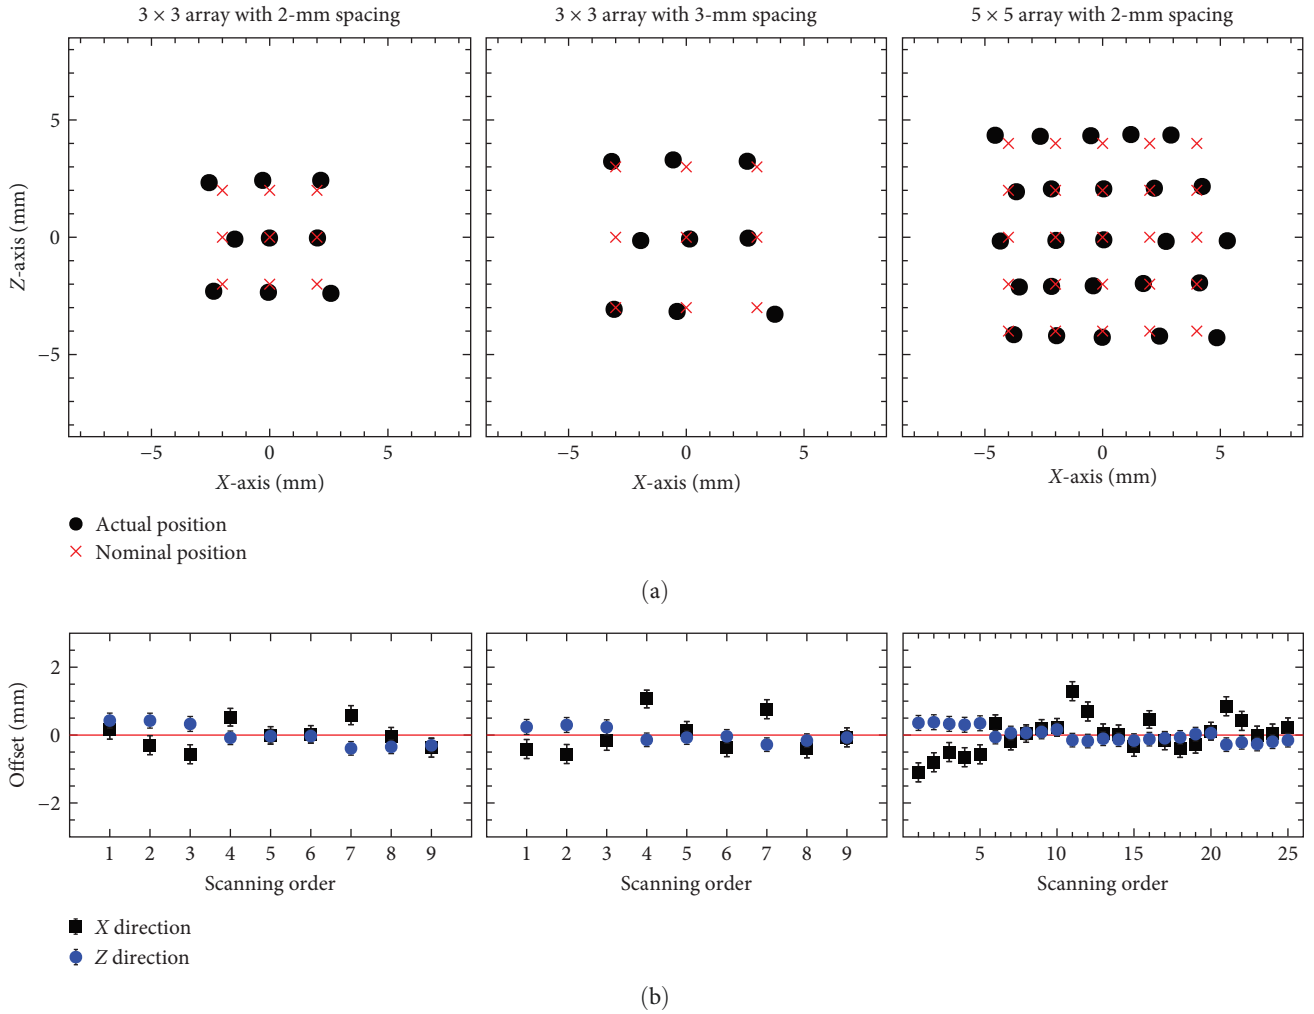 3 × 3 array with 2-mm spacing
3 × 3 array with 3-mm spacing
5 × 5 array with 2-mm spacing
Z-axis (mm)
5
0
−5
−5 0 5
−5 0 5
−5 0 5
X-axis (mm)
X-axis (mm)
X-axis (mm)
Actual position
Nominal position
(a)
Offset (mm)
2
0
−2
1 2 3 4 5 6 7 8 9
1 2 3 4 5 6 7 8 9
5 10 15 20 25
Scanning order
Scanning order
Scanning order
X direction
Z direction
(b)